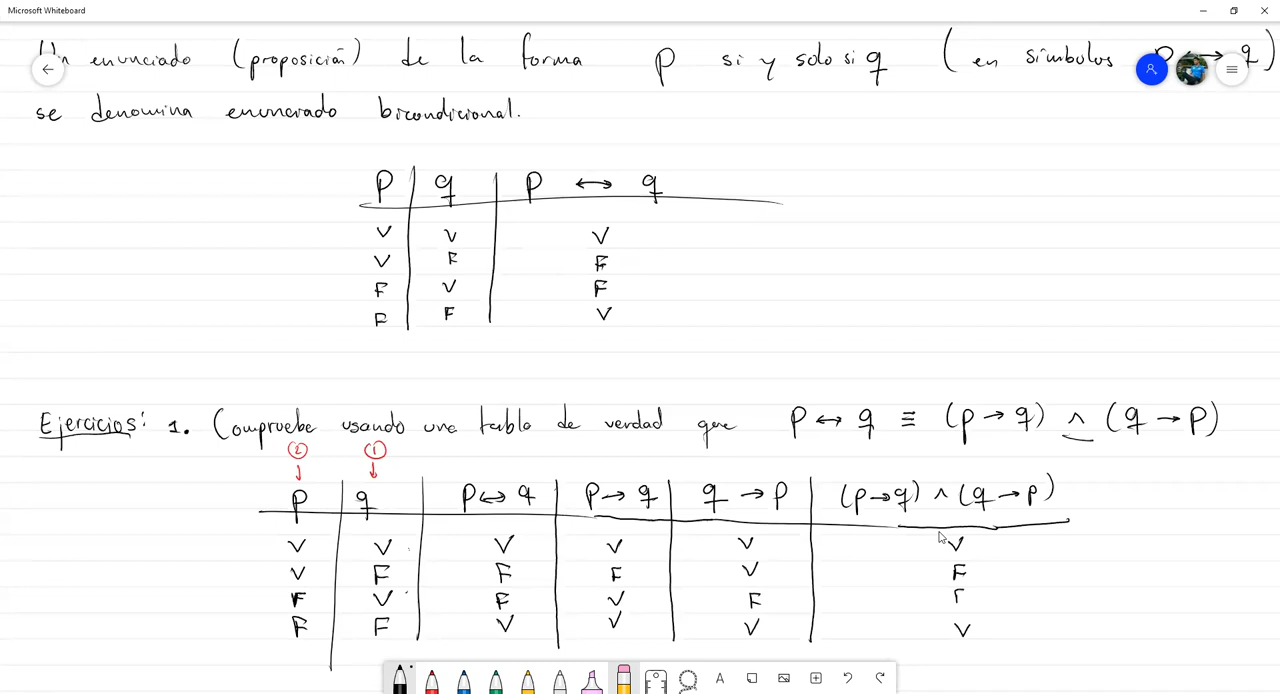 Microsoft Whiteboard
enunciado (proposición) de la forma p si y solo si q (en símbolos p ↔ q)
se denomina enunciado bicondicional.
p q p ↔ q
V V V
V F F
F V F
F F V
Ejercicios: 1. Compruebe usando una tabla de verdad que p ↔ q ≡ (p → q) ∧ (q → p)
② ①
p q p ↔ q p → q q → p (p → q) ∧ (q → p)
V V V V V V
V F F F V F
F V F V F F
F F V V V V